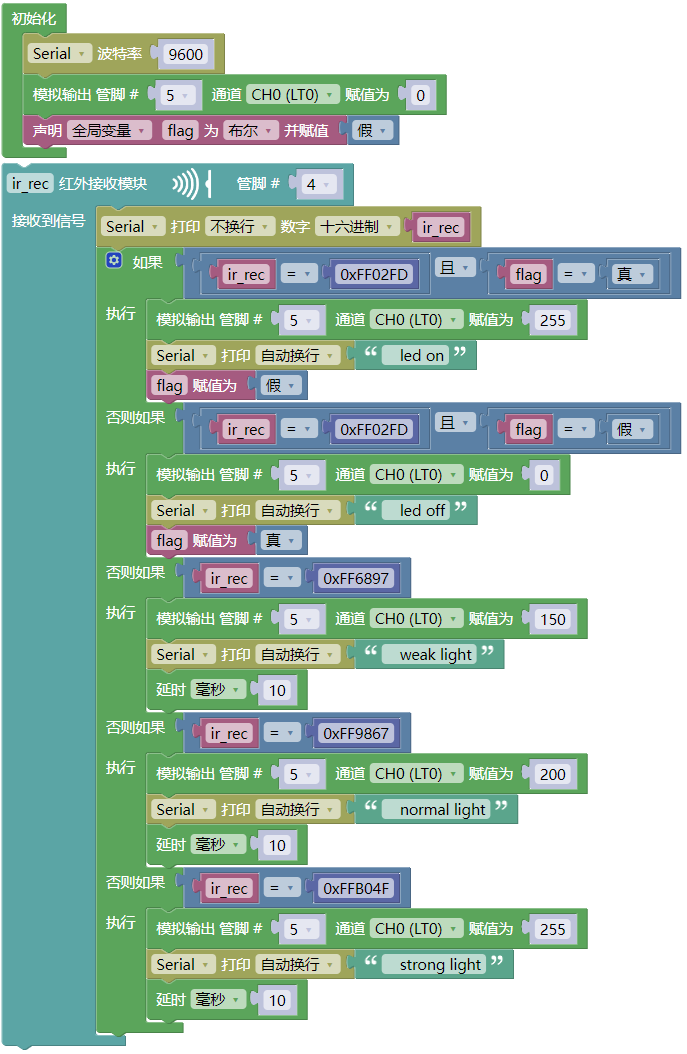 初始化
Serial 波特率 9600
模拟输出 管脚 # 5 通道 CH0 (LT0) 赋值为 0
声明 全局变量 flag 为 布尔 并赋值 假
ir_rec 红外接收模块 管脚 # 4
接收到信号 Serial 打印 不换行 数字 十六进制 ir_rec
如果 ir_rec = 0xFF02FD 且 flag = 真
执行 模拟输出 管脚 # 5 通道 CH0 (LT0) 赋值为 255
Serial 打印 自动换行 “ led on ”
flag 赋值为 假
否则如果 ir_rec = 0xFF02FD 且 flag = 假
执行 模拟输出 管脚 # 5 通道 CH0 (LT0) 赋值为 0
Serial 打印 自动换行 “ led off ”
flag 赋值为 真
否则如果 ir_rec = 0xFF6897
执行 模拟输出 管脚 # 5 通道 CH0 (LT0) 赋值为 150
Serial 打印 自动换行 “ weak light ”
延时 毫秒 10
否则如果 ir_rec = 0xFF9867
执行 模拟输出 管脚 # 5 通道 CH0 (LT0) 赋值为 200
Serial 打印 自动换行 “ normal light ”
延时 毫秒 10
否则如果 ir_rec = 0xFFB04F
执行 模拟输出 管脚 # 5 通道 CH0 (LT0) 赋值为 255
Serial 打印 自动换行 “ strong light ”
延时 毫秒 10